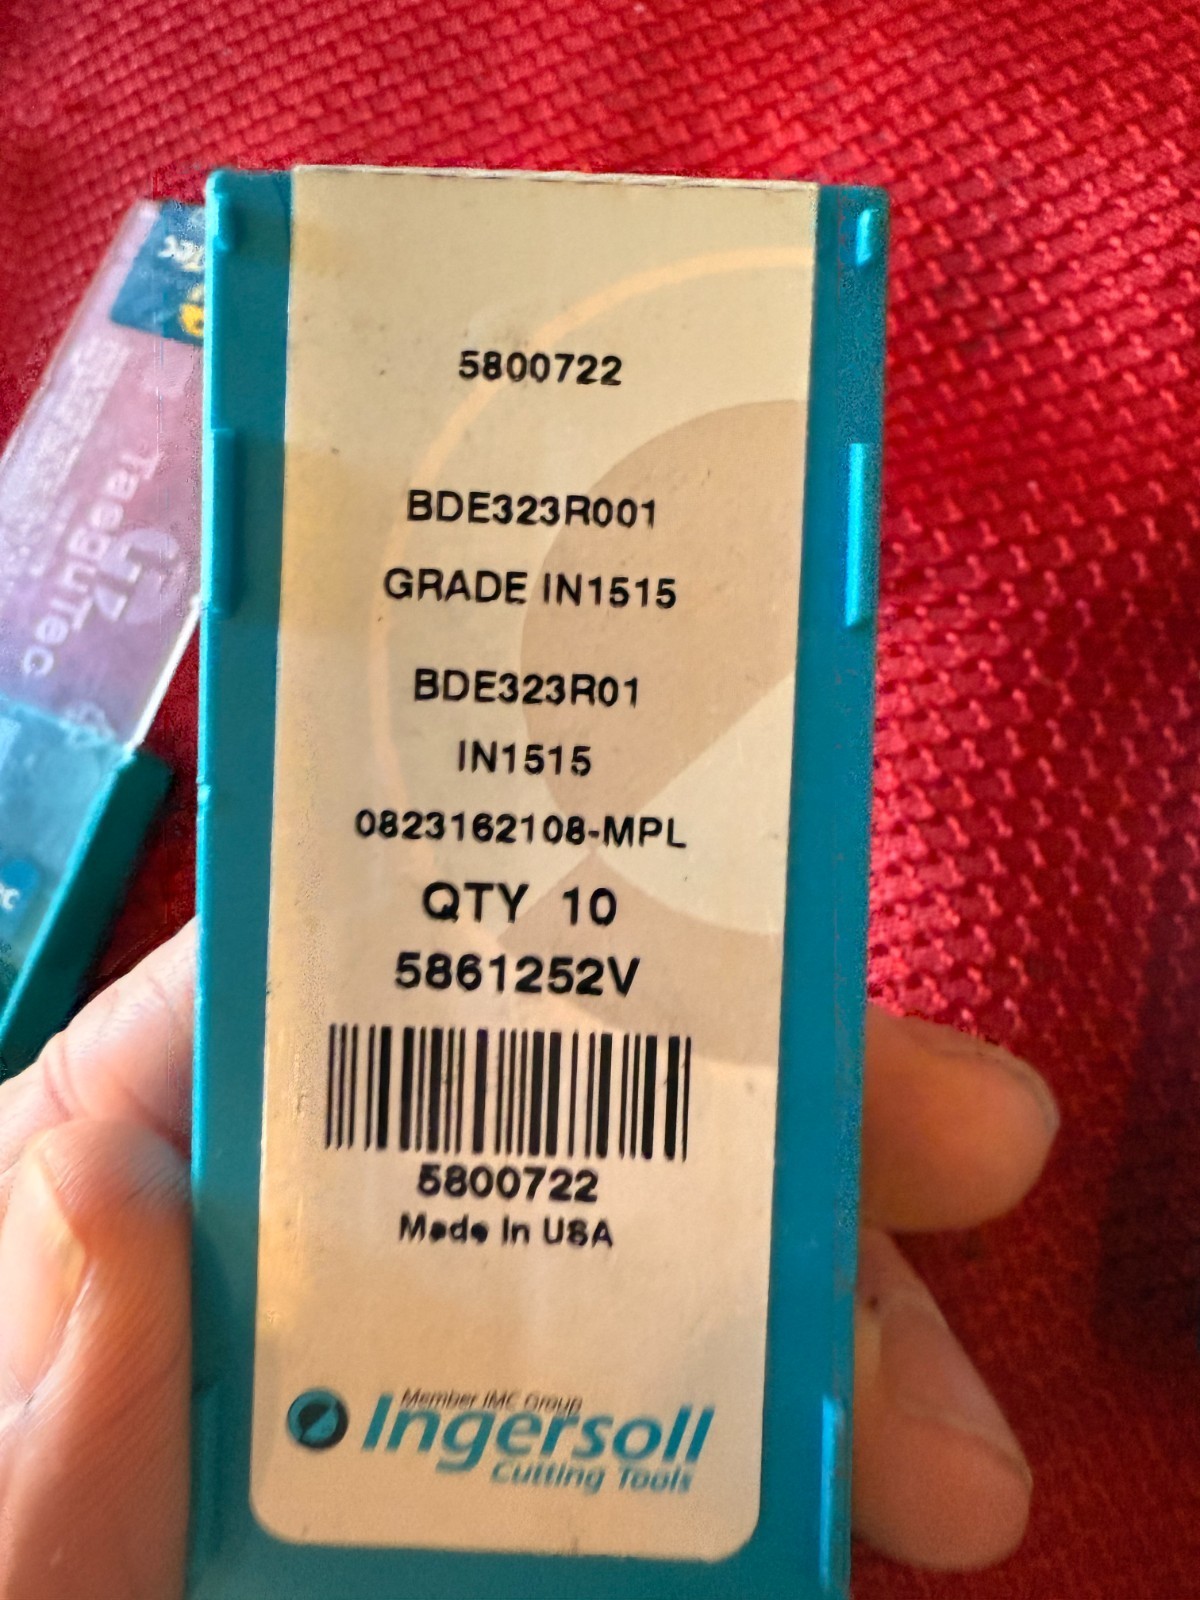 5800722
BDE323R001
GRADE IN1515
BDE323R01
IN1515
0823162108-MPL
QTY 10
5861252V
5800722
Made In USA
Member IMC Group
Ingersoll
Cutting Tools
TaeguTec